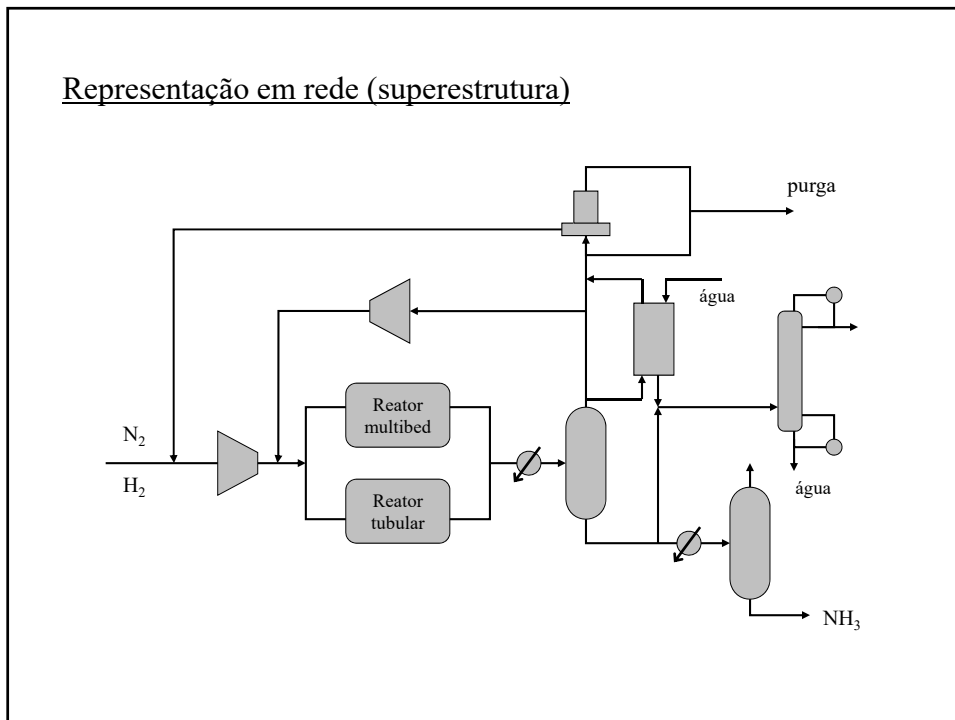 Representação em rede (superestrutura)
purga
água
Reator
multibed
N₂
H₂
Reator
tubular
água
NH₃